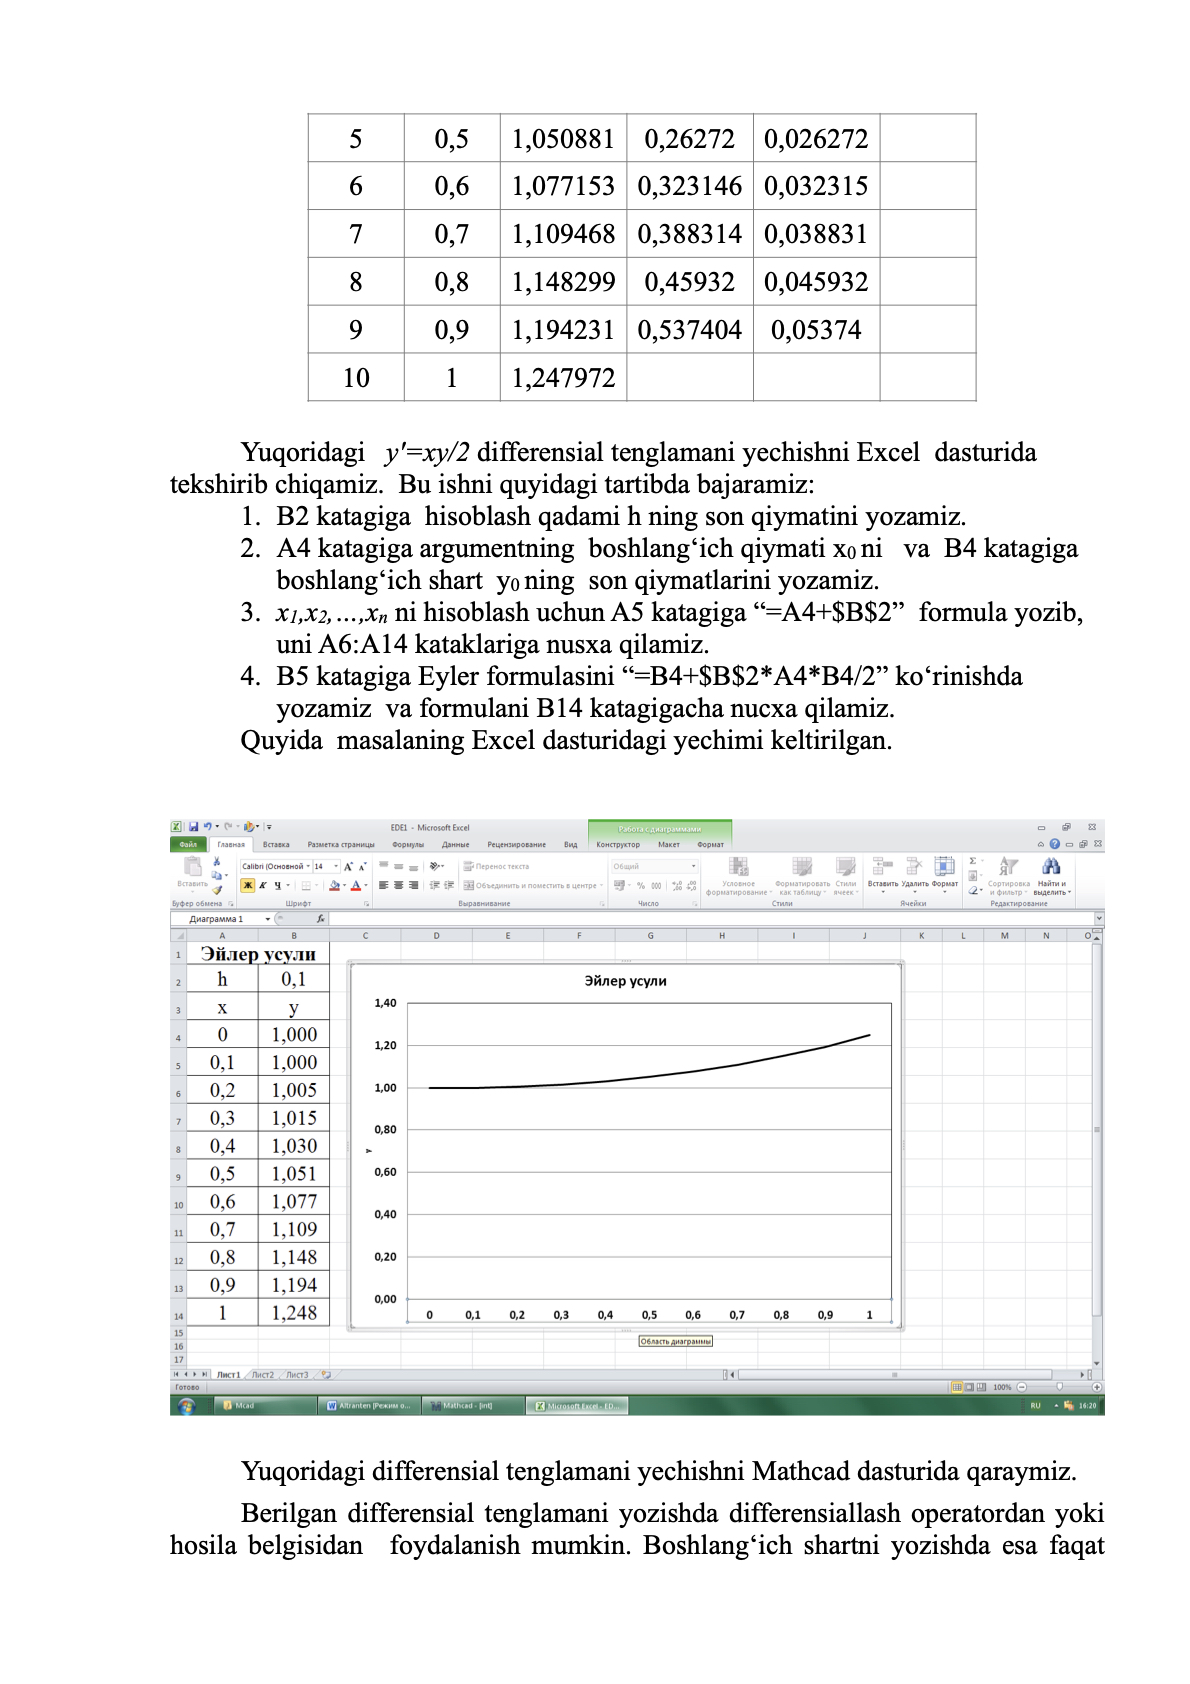 5 0,5 1,050881 0,26272 0,026272
6 0,6 1,077153 0,323146 0,032315
7 0,7 1,109468 0,388314 0,038831
8 0,8 1,148299 0,45932 0,045932
9 0,9 1,194231 0,537404 0,05374
10 1 1,247972
Yuqoridagi y'=xy/2 differensial tenglamani yechishni Excel dasturida
tekshirib chiqamiz. Bu ishni quyidagi tartibda bajaramiz:
1. B2 katagiga hisoblash qadami h ning son qiymatini yozamiz.
2. A4 katagiga argumentning boshlang‘ich qiymati x0 ni va B4 katagiga
boshlang‘ich shart y0 ning son qiymatlarini yozamiz.
3. x1,x2,…,xn ni hisoblash uchun A5 katagiga “=A4+$B$2” formula yozib,
uni A6:A14 kataklariga nusxa qilamiz.
4. B5 katagiga Eyler formulasini “=B4+$B$2*A4*B4/2” ko‘rinishda
yozamiz va formulani B14 katagigacha nucxa qilamiz.
Quyida masalaning Excel dasturidagi yechimi keltirilgan.
EDE1 - Microsoft Excel Работа с диаграммами
Файл Главная Вставка Разметка страницы Формулы Данные Рецензирование Вид Конструктор Макет Формат
Calibri (Основной 14 Перенос текста Общий
Вставить Ж К Ч Объединить и поместить в центре % 000 Условное форматирование Форматировать как таблицу Стили ячеек Вставить Удалить Формат Сортировка и фильтр Найти и выделить
Буфер обмена Шрифт Выравнивание Число Стили Ячейки Редактирование
Диаграмма 1 fx
A B C D E F G H I J K L M N O
1 Эйлер усули
2 h 0,1
3 x y
4 0 1,000
5 0,1 1,000
6 0,2 1,005
7 0,3 1,015
8 0,4 1,030
9 0,5 1,051
10 0,6 1,077
11 0,7 1,109
12 0,8 1,148
13 0,9 1,194
14 1 1,248
15
16
17
Эйлер усули
1,40
1,20
1,00
0,80
y
0,60
0,40
0,20
0,00
0 0,1 0,2 0,3 0,4 0,5 0,6 0,7 0,8 0,9 1
Область диаграммы
Лист1 Лист2 Лист3
Готово 100%
Mcad Altranten [Режим о... Mathcad - [int] Microsoft Excel - ED... RU 16:20
Yuqoridagi differensial tenglamani yechishni Mathcad dasturida qaraymiz.
Berilgan differensial tenglamani yozishda differensiallash operatordan yoki
hosila belgisidan foydalanish mumkin. Boshlang‘ich shartni yozishda esa faqat